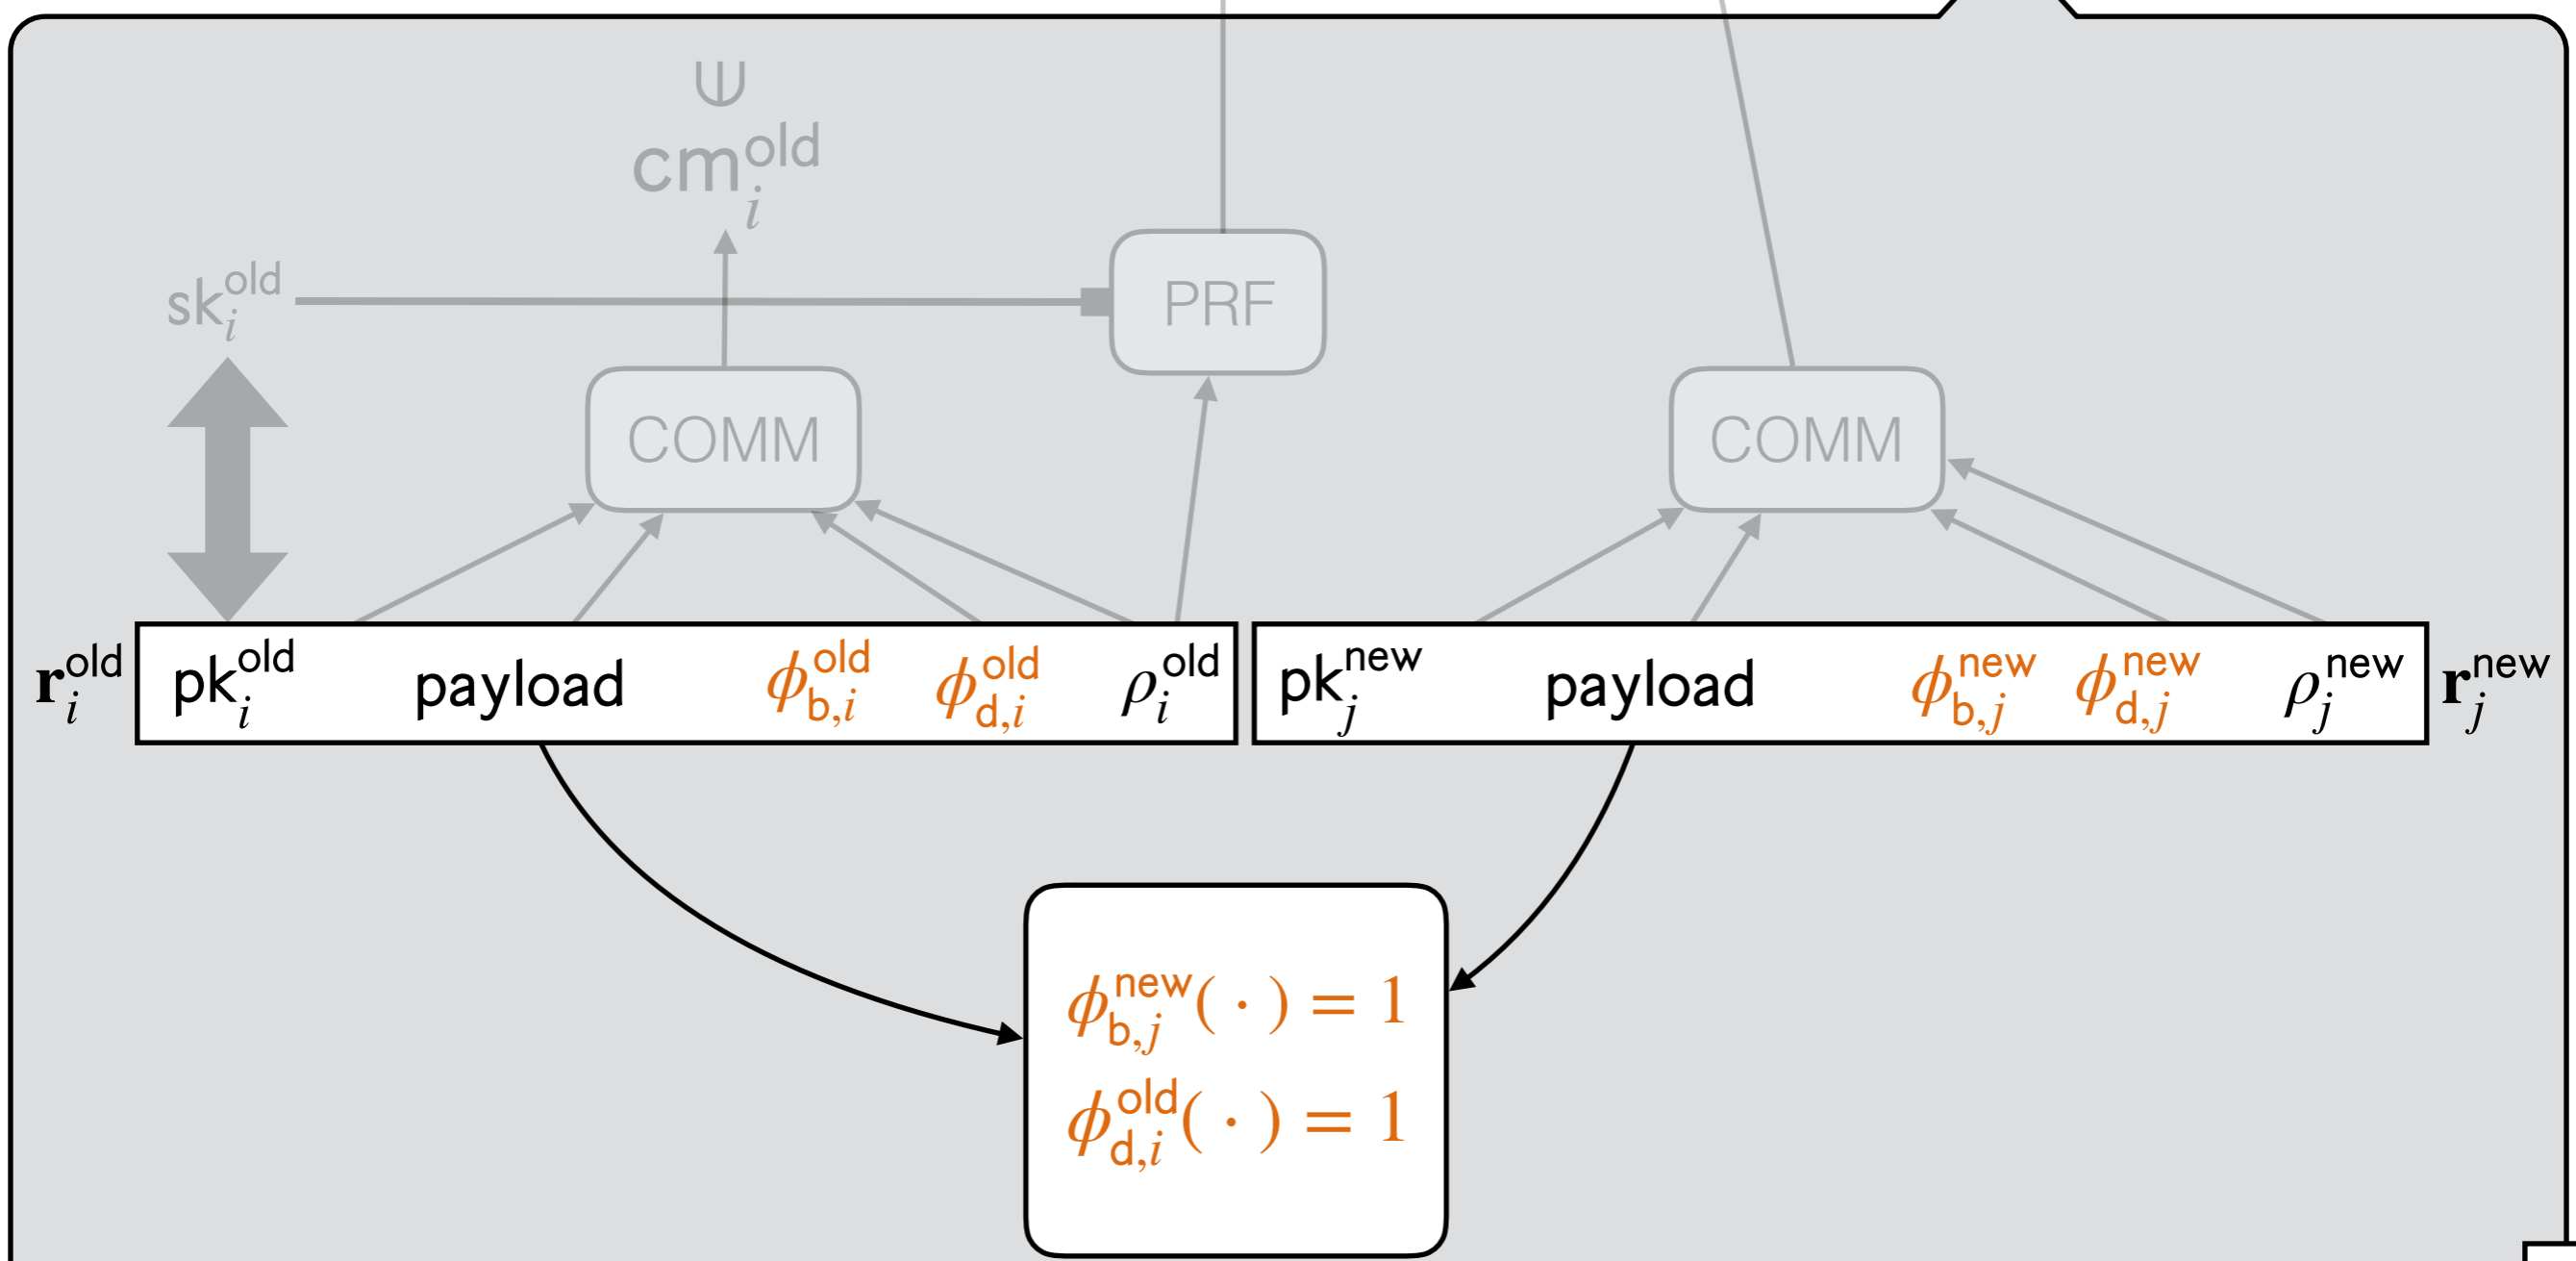 ∈
cm_i^old
sk_i^old
PRF
COMM
COMM
r_i^old pk_i^old payload ϕ_b,i^old ϕ_d,i^old ρ_i^old pk_j^new payload ϕ_b,j^new ϕ_d,j^new ρ_j^new r_j^new
ϕ_b,j^new(·) = 1
ϕ_d,i^old(·) = 1